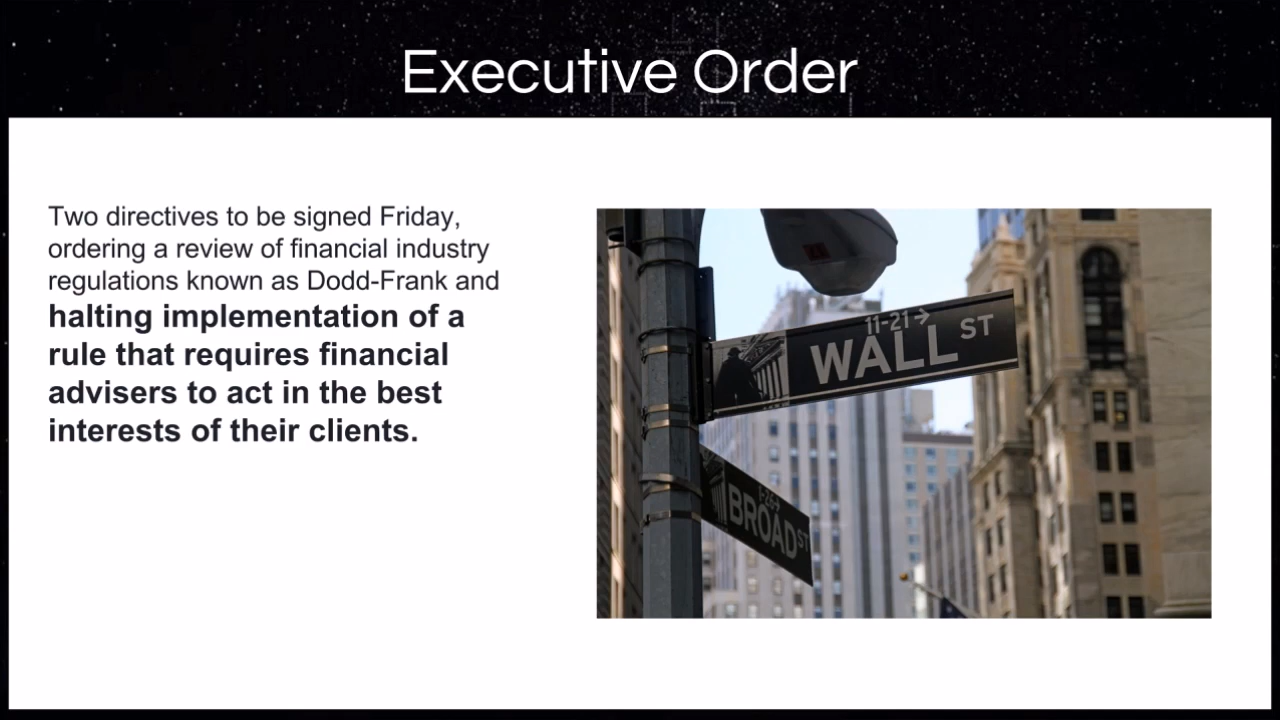 Executive Order
Two directives to be signed Friday,
ordering a review of financial industry
regulations known as Dodd-Frank and
halting implementation of a
rule that requires financial
advisers to act in the best
interests of their clients.
11-21→
WALL ST
BROAD ST